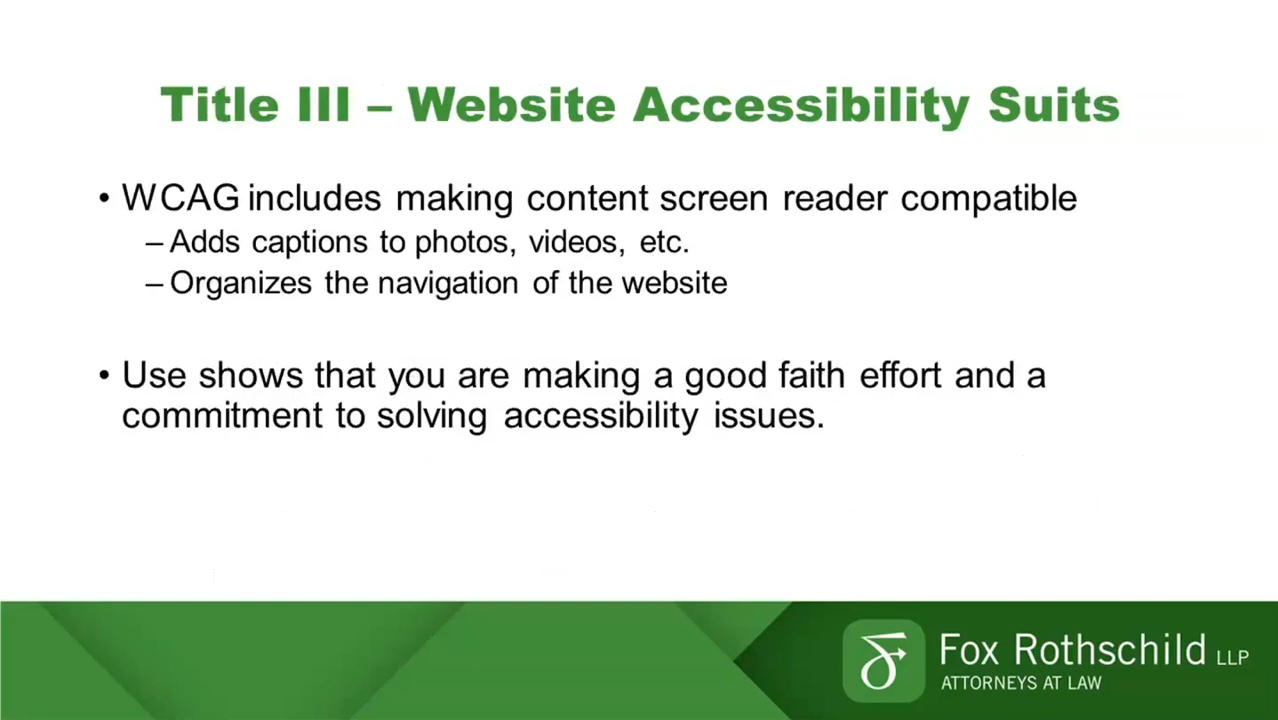 Title III – Website Accessibility Suits
• WCAG includes making content screen reader compatible
– Adds captions to photos, videos, etc.
– Organizes the navigation of the website
• Use shows that you are making a good faith effort and a
commitment to solving accessibility issues.
Fox Rothschild LLP
ATTORNEYS AT LAW